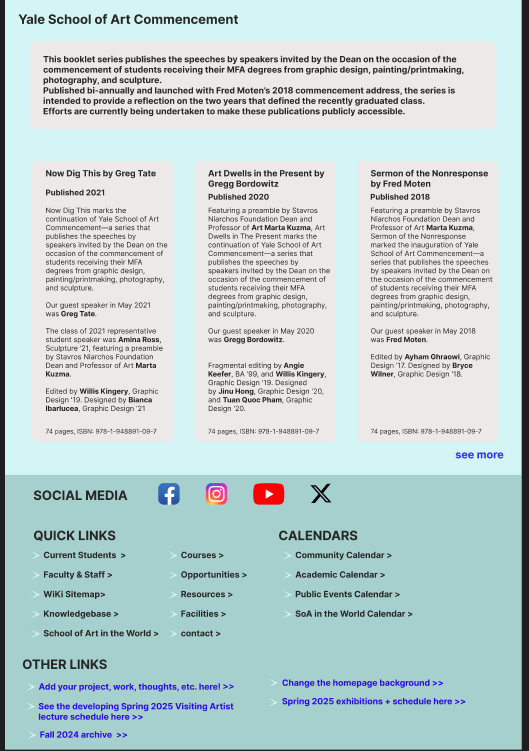 Yale School of Art Commencement
This booklet series publishes the speeches by speakers invited by the Dean on the occasion of the
commencement of students receiving their MFA degrees from graphic design, painting/printmaking,
photography, and sculpture.
Published bi-annually and launched with Fred Moten's 2018 commencement address, the series is
intended to provide a reflection on the two years that defined the recently graduated class.
Efforts are currently being undertaken to make these publications publicly accessible.
Now Dig This by Greg Tate
Published 2021
Now Dig This marks the
continuation of Yale School of Art
Commencement—a series that
publishes the speeches by
speakers invited by the Dean on the
occasion of the commencement of
students receiving their MFA
degrees from graphic design,
painting/printmaking, photography,
and sculpture.
Our guest speaker in May 2021
was Greg Tate.
The class of 2021 representative
student speaker was Amina Ross,
Sculpture '21, featuring a preamble
by Stavros Niarchos Foundation
Dean and Professor of Art Marta
Kuzma.
Edited by Willis Kingery, Graphic
Design '19. Designed by Bianca
Ibarlucea, Graphic Design '21
74 pages, ISBN: 978-1-948891-09-7
Art Dwells in the Present by
Gregg Bordowitz
Published 2020
Featuring a preamble by Stavros
Niarchos Foundation Dean and
Professor of Art Marta Kuzma, Art
Dwells in The Present marks the
continuation of Yale School of Art
Commencement—a series that
publishes the speeches by
speakers invited by the Dean on the
occasion of the commencement of
students receiving their MFA
degrees from graphic design,
painting/printmaking, photography,
and sculpture.
Our guest speaker in May 2020
was Gregg Bordowitz.
Fragmental editing by Angie
Keefer, BA '99, and Willis Kingery,
Graphic Design '19. Designed
by Jinu Hong, Graphic Design '20,
and Tuan Quoc Pham, Graphic
Design '20.
74 pages, ISBN: 978-1-948891-09-7
Sermon of the Nonresponse
by Fred Moten
Published 2018
Featuring a preamble by Stavros
Niarchos Foundation Dean and
Professor of Art Marta Kuzma,
Sermon of the Nonresponse
marked the inauguration of Yale
School of Art Commencement—a
series that publishes the speeches
by speakers invited by the Dean on
the occasion of the commencement
of students receiving their MFA
degrees from graphic design,
painting/printmaking, photography,
and sculpture.
Our guest speaker in May 2018
was Fred Moten.
Edited by Ayham Ghraowi, Graphic
Design '17. Designed by Bryce
Wilner, Graphic Design '18.
74 pages, ISBN: 978-1-948891-09-7
see more
SOCIAL MEDIA
QUICK LINKS
Current Students >
Faculty & Staff >
WiKi Sitemap>
Knowledgebase >
School of Art in the World >
Courses >
Opportunities >
Resources >
Facilities >
contact >
CALENDARS
Community Calendar >
Academic Calendar >
Public Events Calendar >
SoA in the World Calendar >
OTHER LINKS
Add your project, work, thoughts, etc. here! >>
See the developing Spring 2025 Visiting Artist
lecture schedule here >>
Fall 2024 archive >>
Change the homepage background >>
Spring 2025 exhibitions + schedule here >>